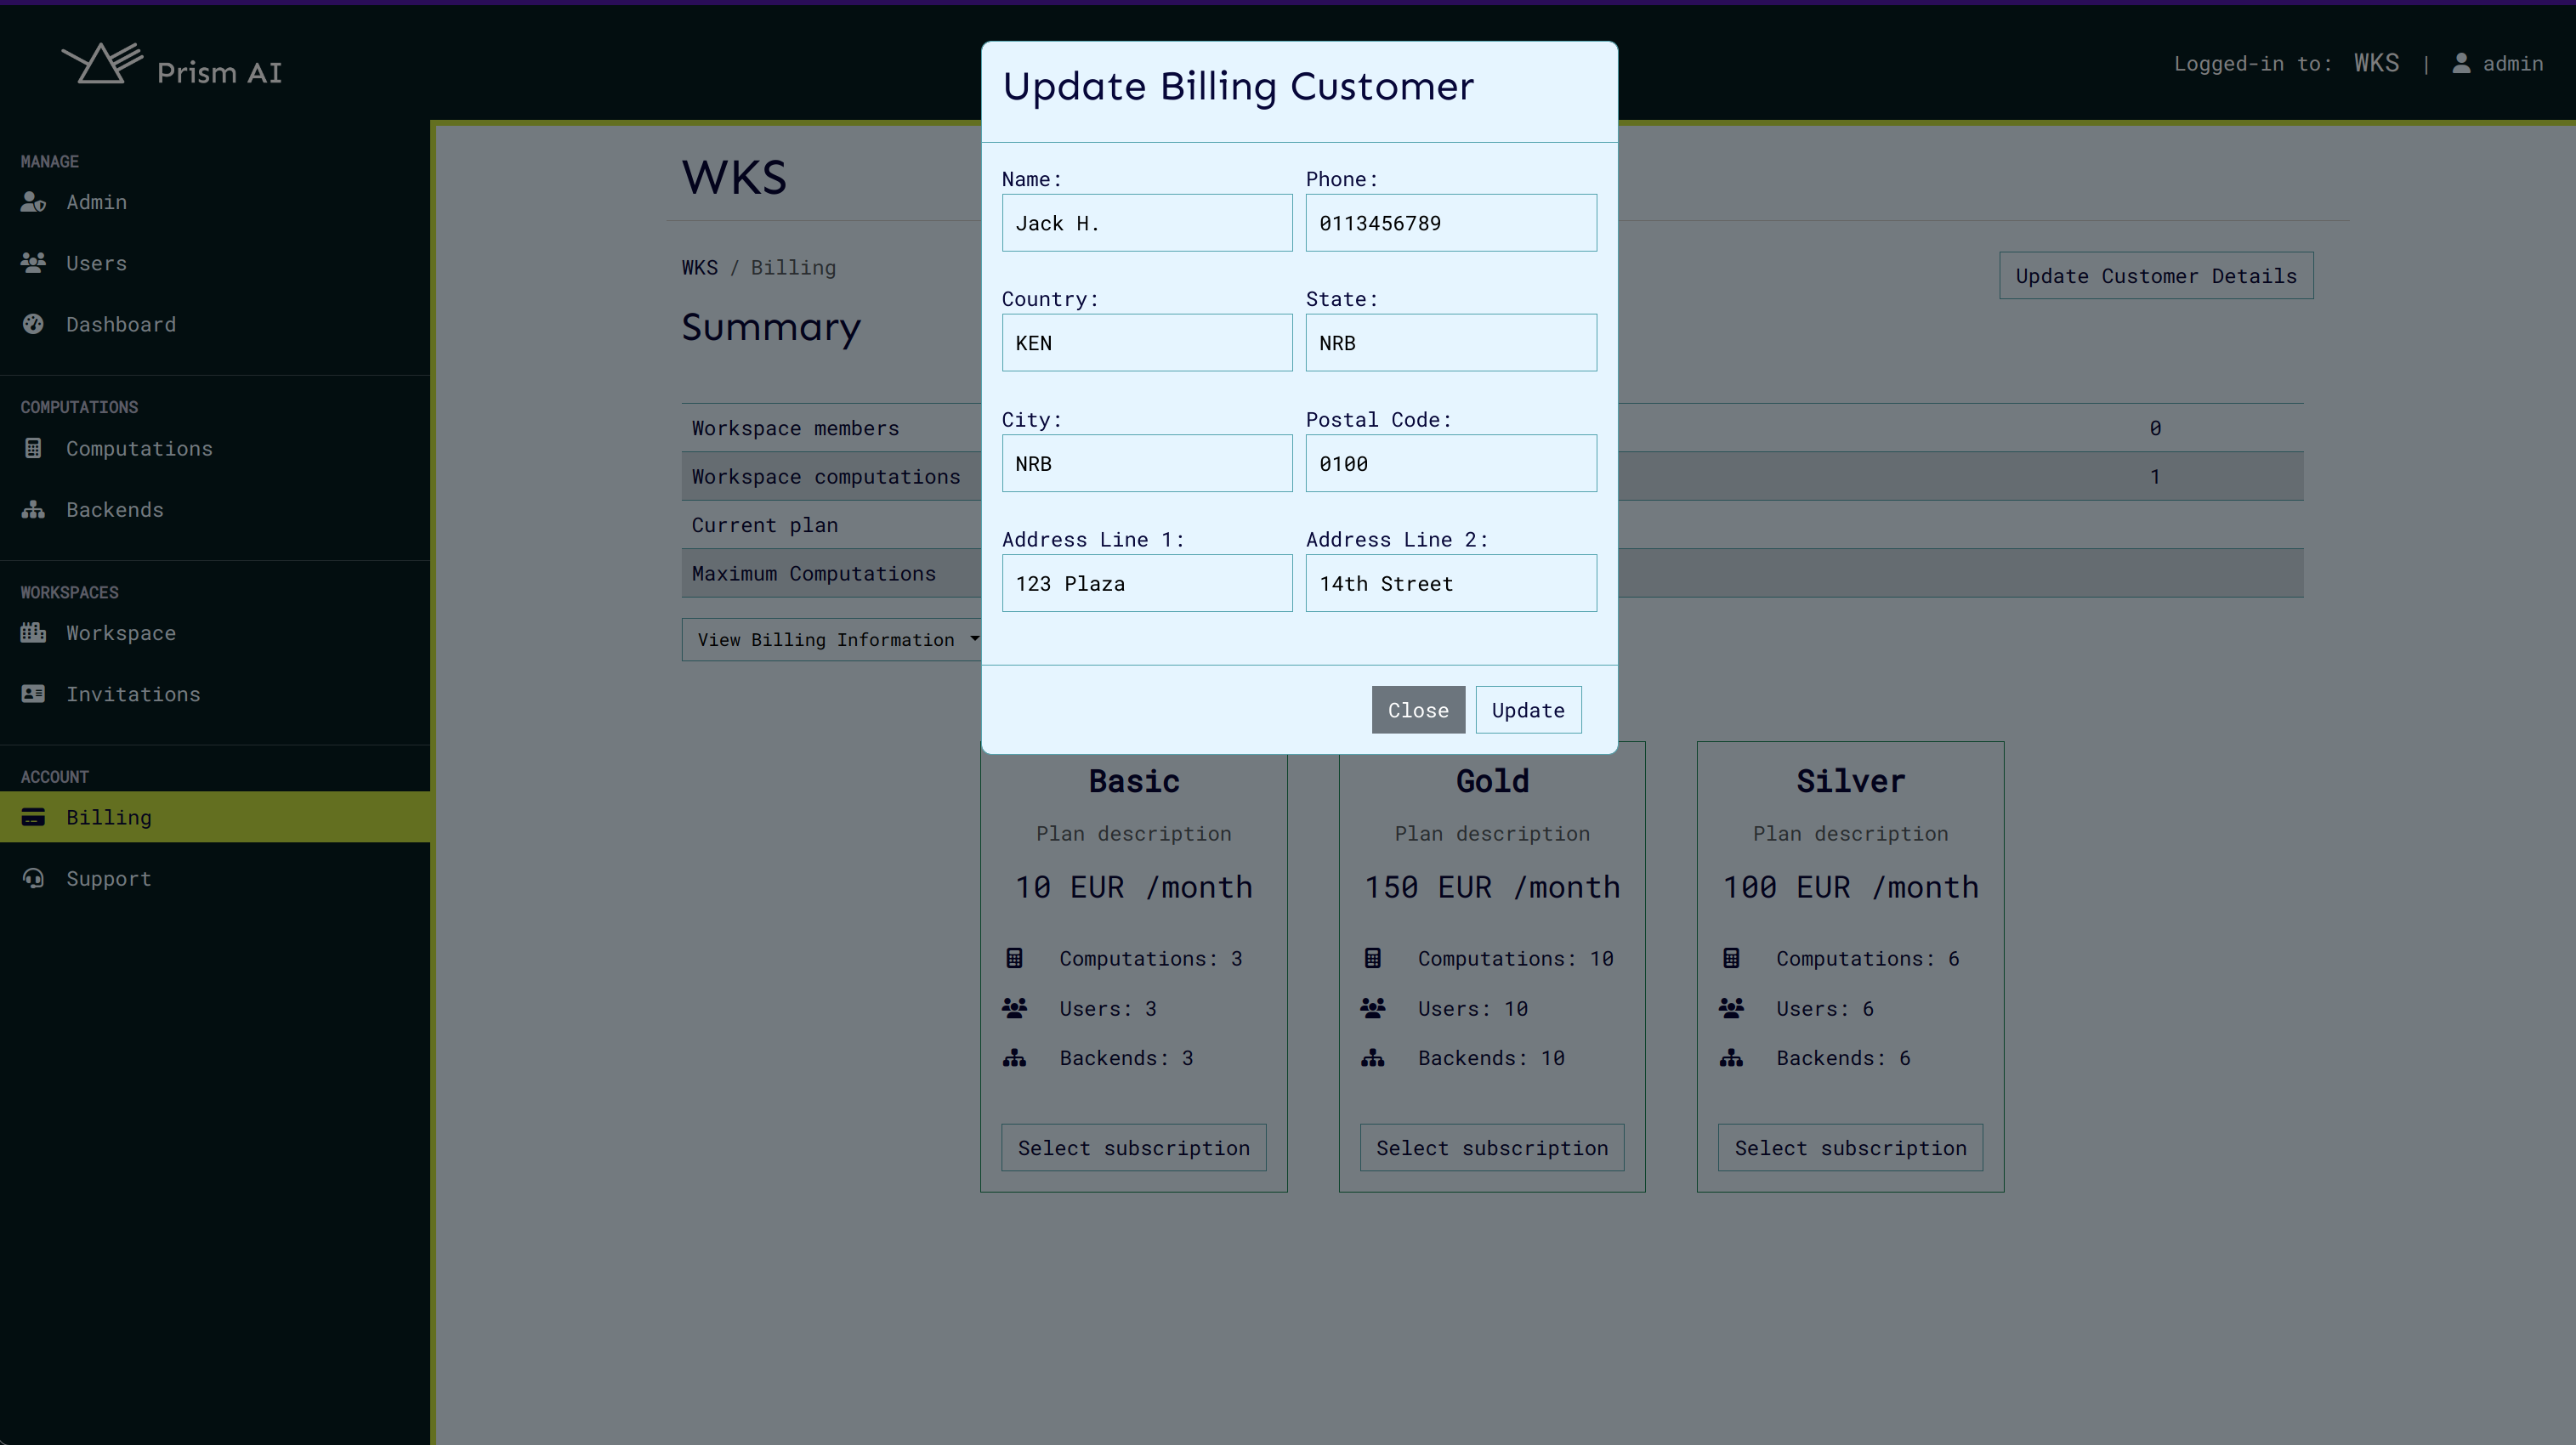 Prism AI
Logged-in to: WKS | admin
MANAGE
Admin
Users
Dashboard
COMPUTATIONS
Computations
Backends
WORKSPACES
Workspace
Invitations
ACCOUNT
Billing
Support
WKS
WKS / Billing
Update Customer Details
Summary
Workspace members 0
Workspace computations 1
Current plan
Maximum Computations
View Billing Information
Update Billing Customer
Name: Phone:
Jack H. 0113456789
Country: State:
KEN NRB
City: Postal Code:
NRB 0100
Address Line 1: Address Line 2:
123 Plaza 14th Street
Close Update
Basic
Plan description
10 EUR /month
Computations: 3
Users: 3
Backends: 3
Select subscription
Gold
Plan description
150 EUR /month
Computations: 10
Users: 10
Backends: 10
Select subscription
Silver
Plan description
100 EUR /month
Computations: 6
Users: 6
Backends: 6
Select subscription